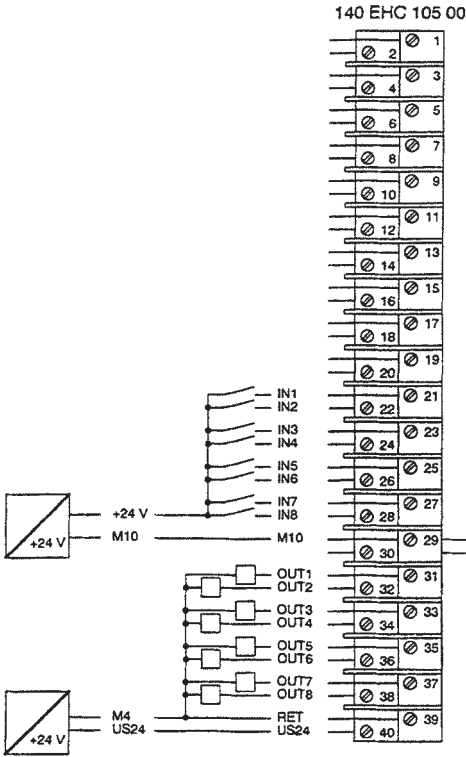 140 EHC 105 00
1
2
3
4
5
6
7
8
9
10
11
12
13
14
15
16
17
18
19
20
IN1 21
IN2 22
IN3 23
IN4 24
IN5 25
IN6 26
IN7 27
+24 V IN8 28
+24 V M10 M10 29
30
OUT1 31
OUT2 32
OUT3 33
OUT4 34
OUT5 35
OUT6 36
OUT7 37
OUT8 38
M4 RET 39
+24 V US24 US24 40